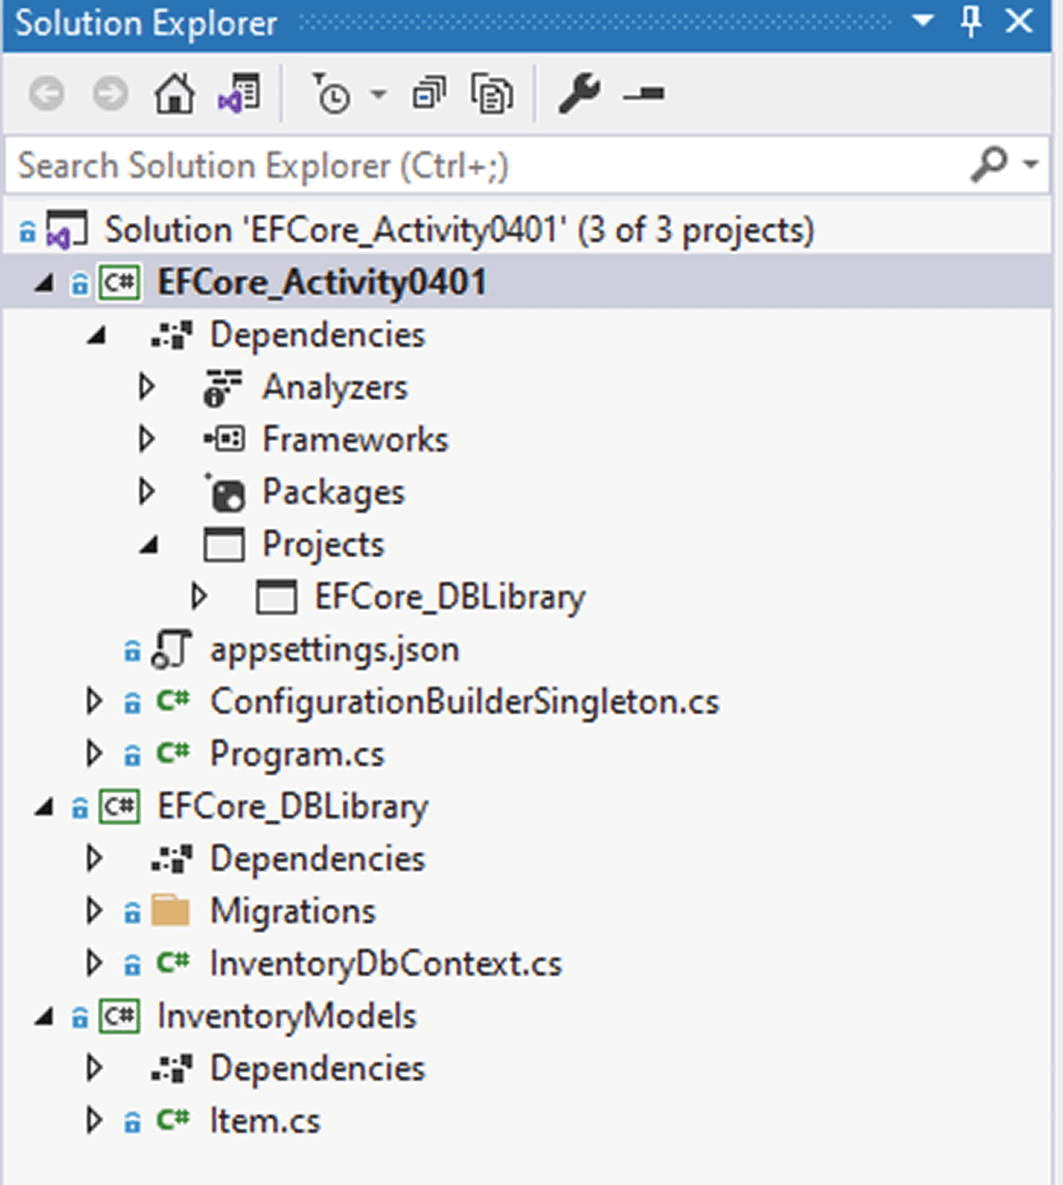 Solution Explorer
Search Solution Explorer (Ctrl+;)
Solution 'EFCore_Activity0401' (3 of 3 projects)
C# EFCore_Activity0401
Dependencies
Analyzers
Frameworks
Packages
Projects
EFCore_DBLibrary
appsettings.json
C# ConfigurationBuilderSingleton.cs
C# Program.cs
C# EFCore_DBLibrary
Dependencies
Migrations
C# InventoryDbContext.cs
C# InventoryModels
Dependencies
C# Item.cs